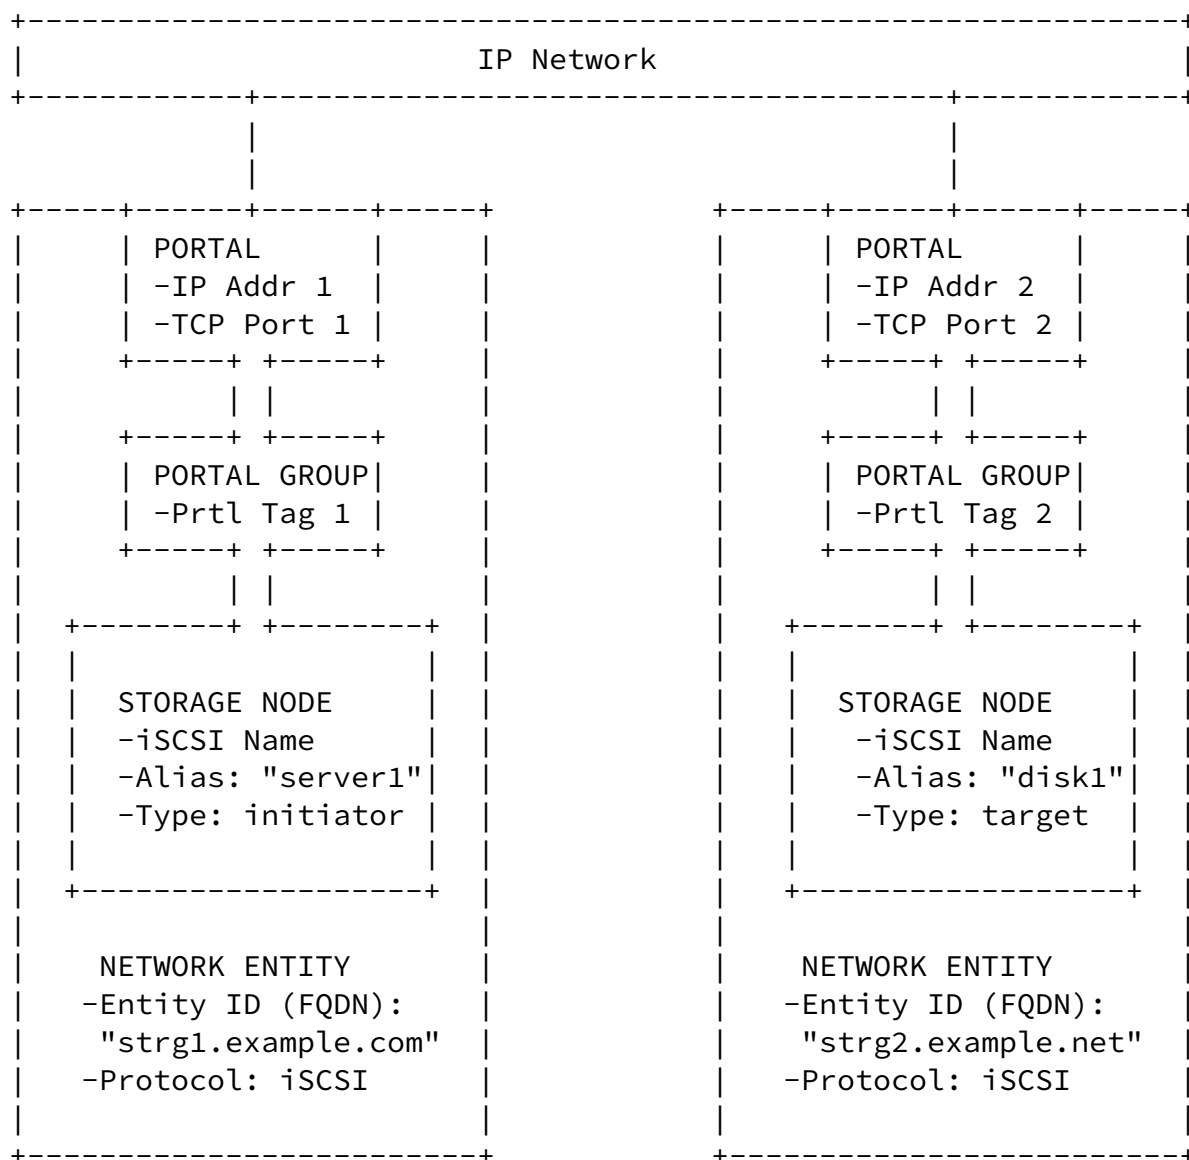 IP Network
PORTAL
-IP Addr 1
-TCP Port 1
PORTAL GROUP
-Prtl Tag 1
STORAGE NODE
-iSCSI Name
-Alias: "server1"
-Type: initiator
NETWORK ENTITY
-Entity ID (FQDN):
"strg1.example.com"
-Protocol: iSCSI
PORTAL
-IP Addr 2
-TCP Port 2
PORTAL GROUP
-Prtl Tag 2
STORAGE NODE
-iSCSI Name
-Alias: "disk1"
-Type: target
NETWORK ENTITY
-Entity ID (FQDN):
"strg2.example.net"
-Protocol: iSCSI